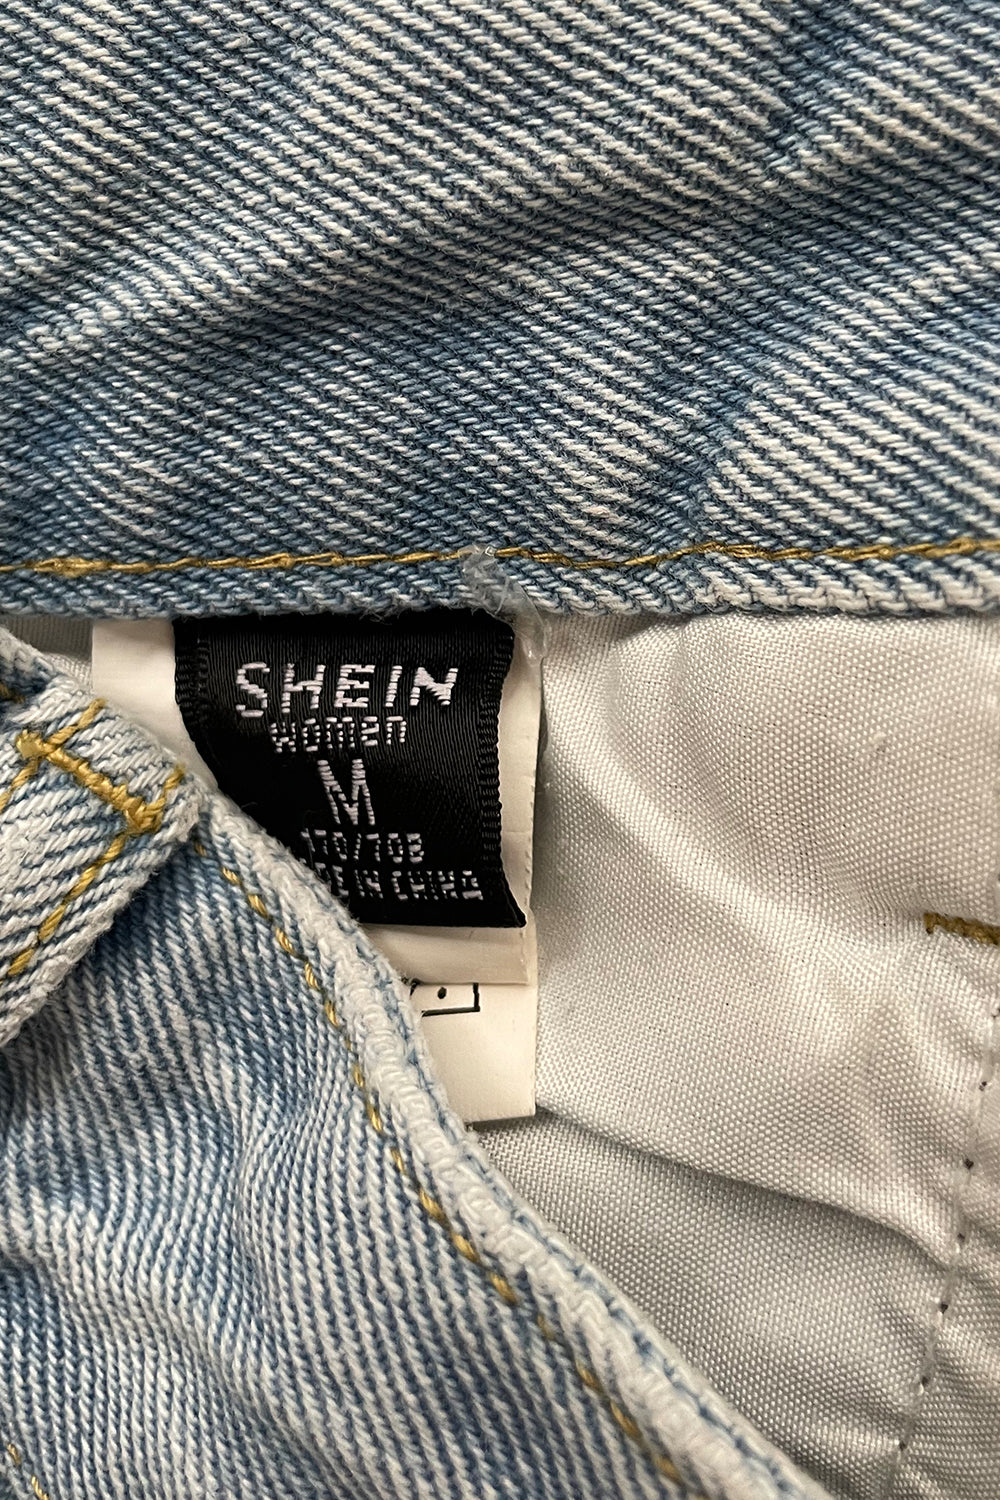 SHEIN
women
M
170/70B
IN CHINA